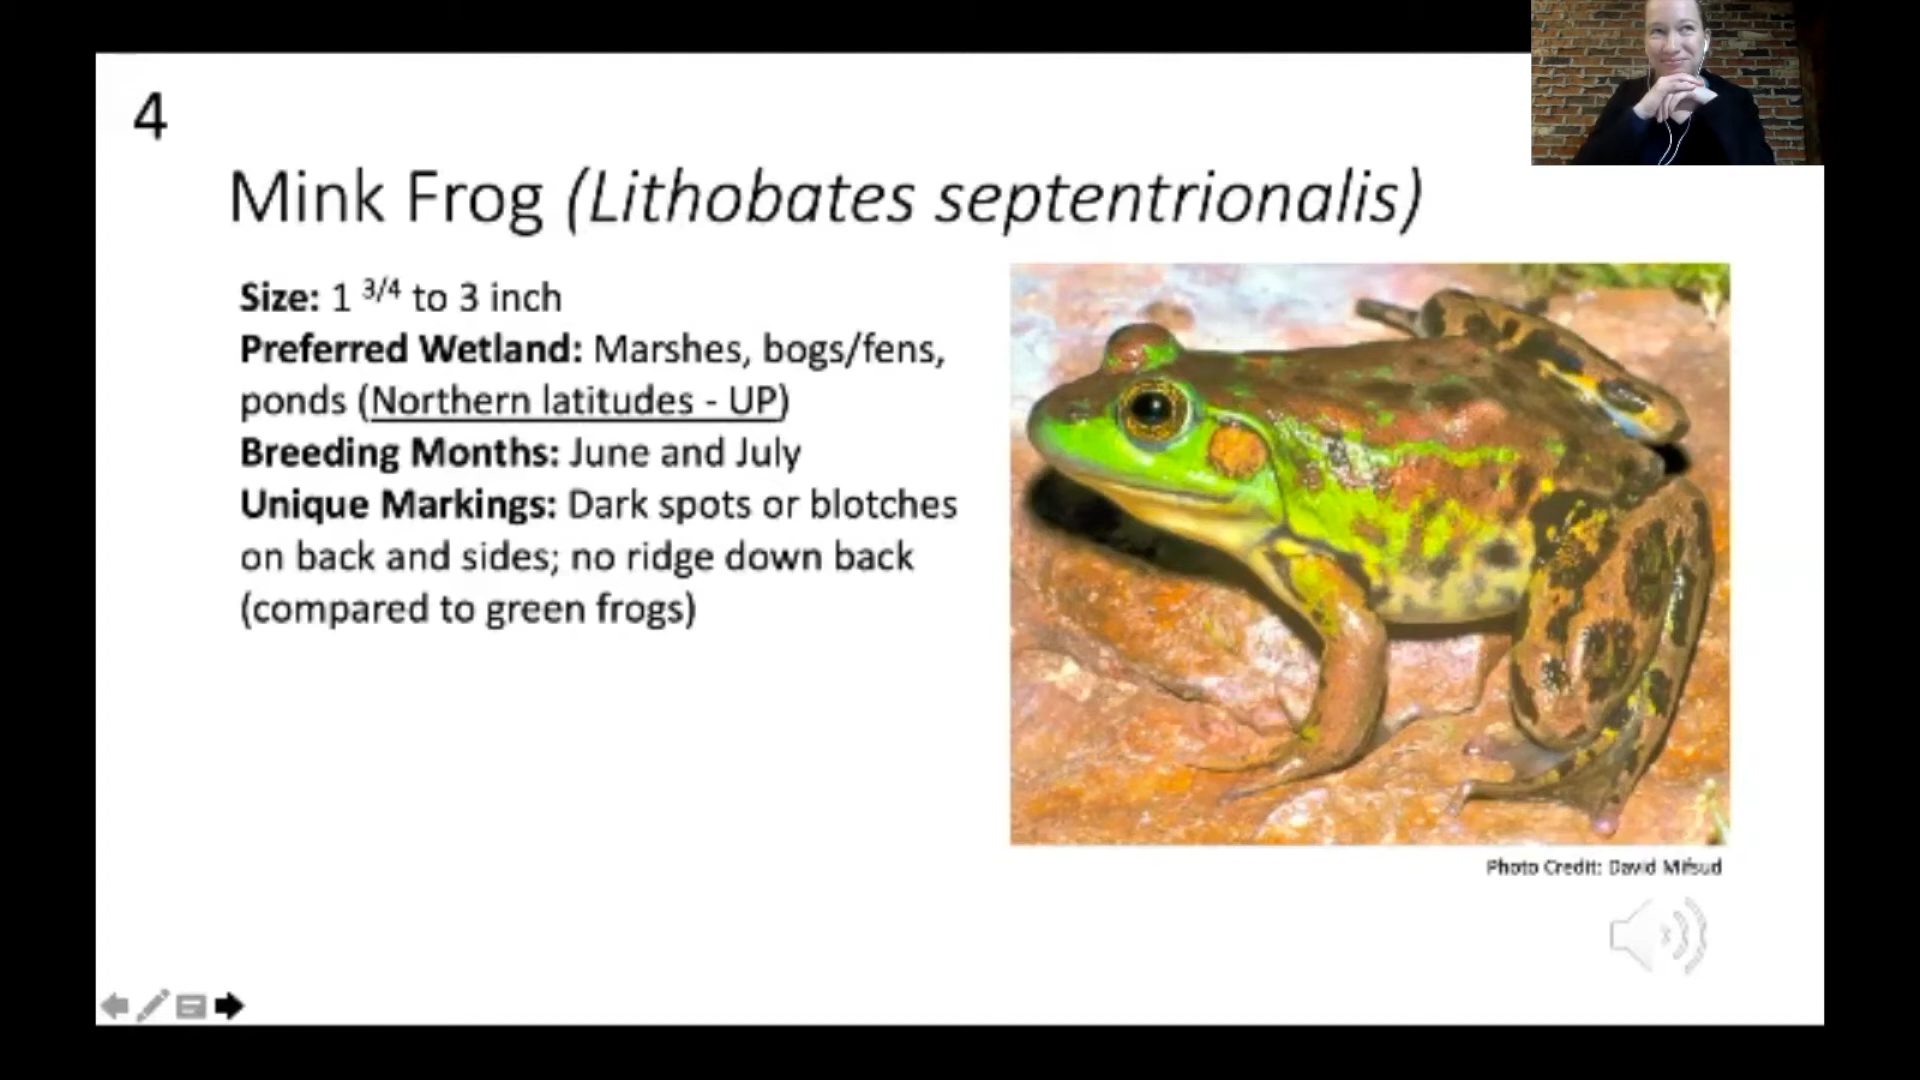 4
Mink Frog (Lithobates septentrionalis)
Size: 1 3/4 to 3 inch
Preferred Wetland: Marshes, bogs/fens,
ponds (Northern latitudes - UP)
Breeding Months: June and July
Unique Markings: Dark spots or blotches
on back and sides; no ridge down back
(compared to green frogs)
Photo Credit: David Mifsud